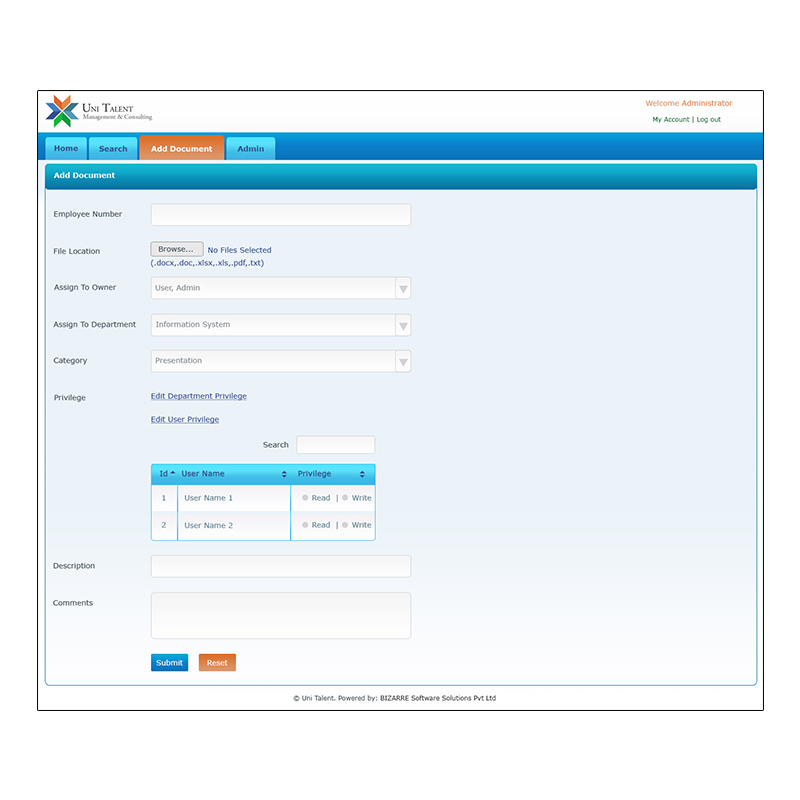 UNI TALENT
Management & Consulting
Welcome Administrator
My Account | Log out
Home Search Add Document Admin
Add Document
Employee Number
File Location Browse... No Files Selected
(.docx,.doc,.xlsx,.xls,.pdf,.txt)
Assign To Owner User, Admin
Assign To Department Information System
Category Presentation
Privilege Edit Department Privilege
Edit User Privilege
Search
Id User Name Privilege
1 User Name 1 Read | Write
2 User Name 2 Read | Write
Description
Comments
Submit Reset
© Uni Talent. Powered by: BIZARRE Software Solutions Pvt Ltd